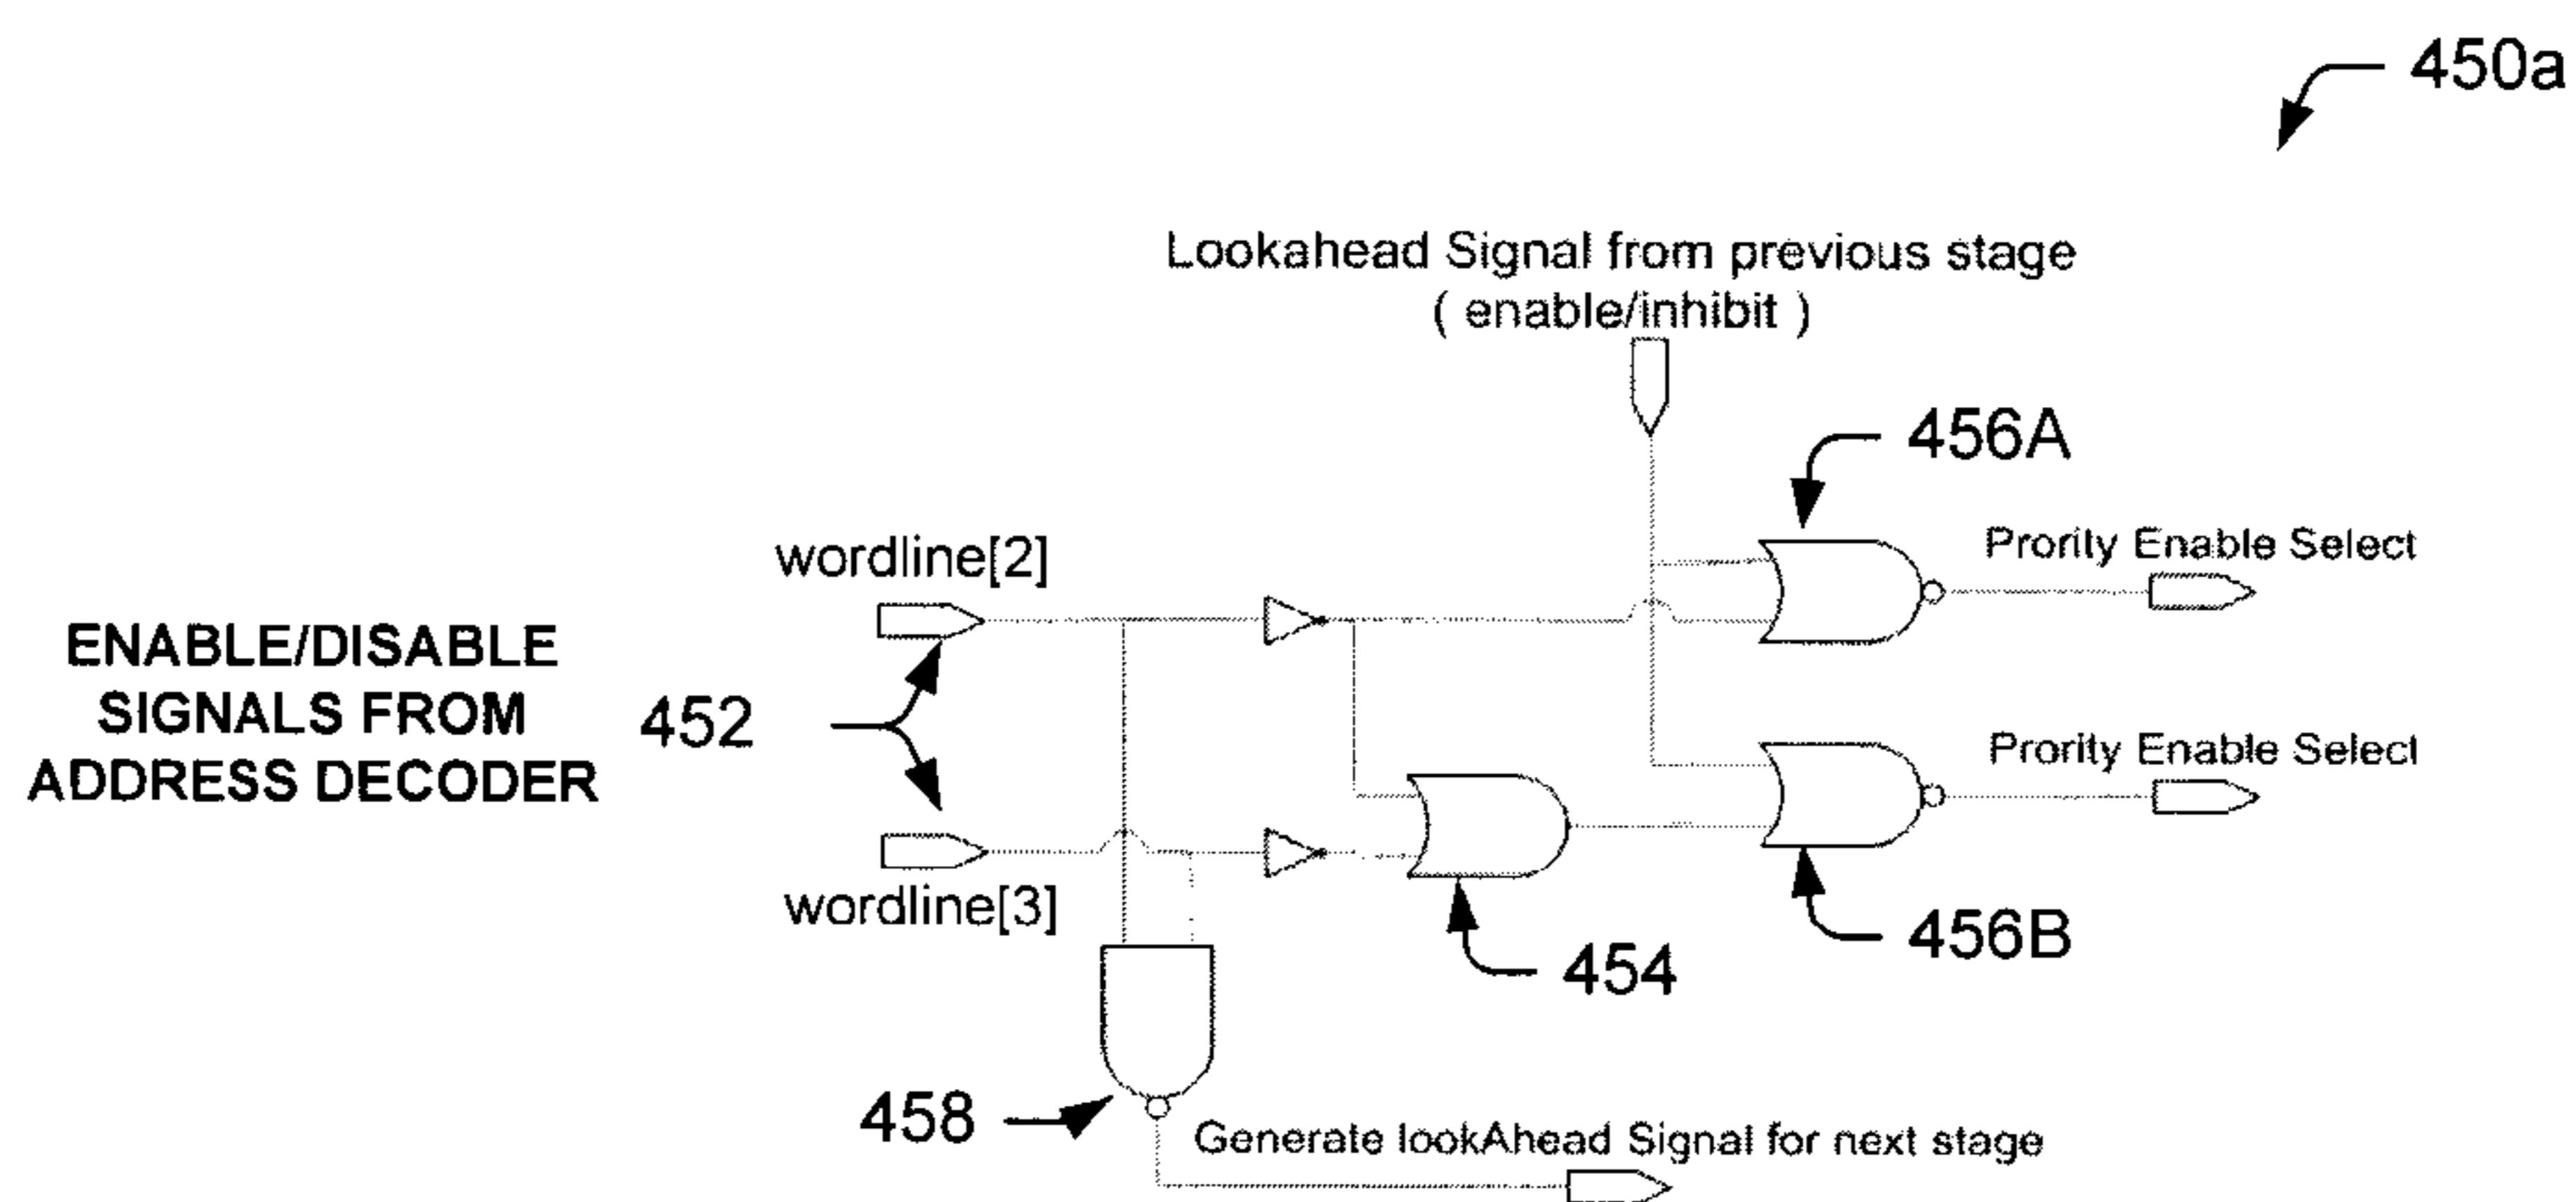 450a
Lookahead Signal from previous stage
( enable/inhibit )
456A
Prority Enable Select
wordline[2]
ENABLE/DISABLE
SIGNALS FROM
ADDRESS DECODER
452
Prority Enable Select
wordline[3]
456B
454
458
Generate lookAhead Signal for next stage